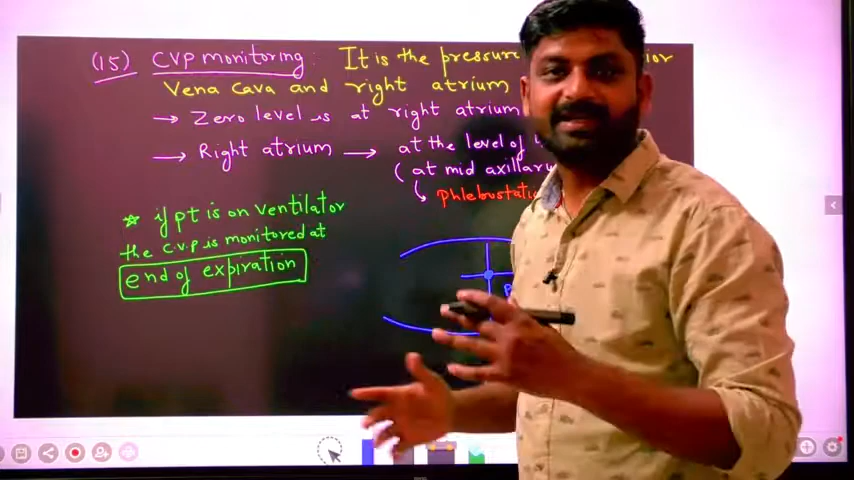 (15) CVP monitoring: It is the pressure
Vena cava and right atrium
→ Zero level is at right atrium
→ Right atrium → at the level of
(at mid axillary
Phlebostati
* if pt is on ventilator
the C.V.P is monitored at
end of expiration